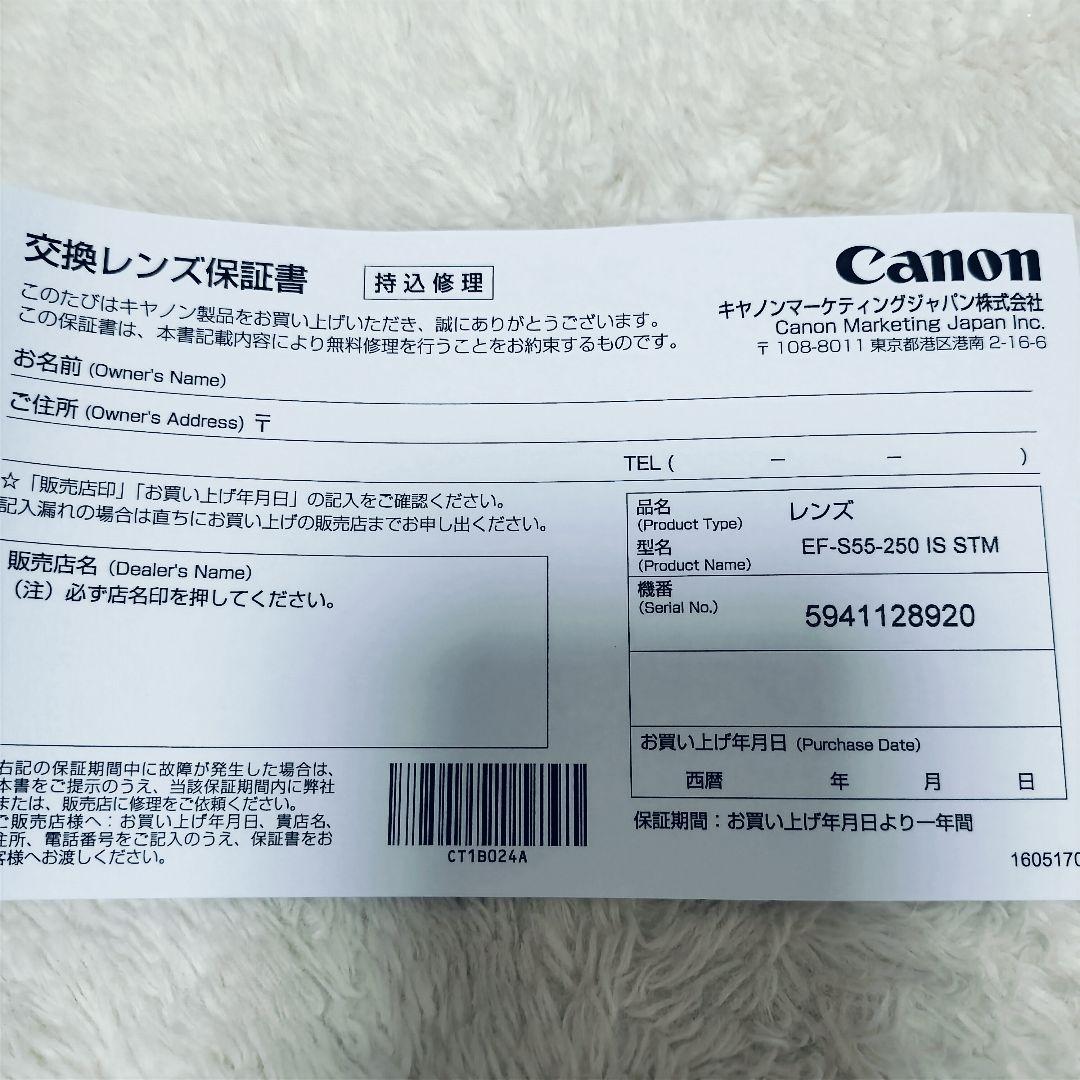 交換レンズ保証書
持込修理
このたびはキヤノン製品をお買い上げいただき、誠にありがとうございます。
この保証書は、本書記載内容により無料修理を行うことをお約束するものです。
Canon
キヤノンマーケティングジャパン株式会社
Canon Marketing Japan Inc.
〒108-8011 東京都港区港南 2-16-6
お名前 (Owner's Name)
ご住所 (Owner's Address) 〒
TEL ( － － )
☆「販売店印」「お買い上げ年月日」の記入をご確認ください。
記入漏れの場合は直ちにお買い上げの販売店までお申し出ください。
販売店名 (Dealer's Name)
（注）必ず店名印を押してください。
品名
(Product Type)
レンズ
型名
(Product Name)
EF-S55-250 IS STM
機番
(Serial No.)
5941128920
お買い上げ年月日 (Purchase Date)
西暦 年 月 日
保証期間：お買い上げ年月日より一年間
右記の保証期間中に故障が発生した場合は、
本書をご提示のうえ、当該保証期間内に弊社
または、販売店に修理をご依頼ください。
ご販売店様へ：お買い上げ年月日、貴店名、
住所、電話番号をご記入のうえ、保証書をお
客様へお渡しください。
CT1B024A
1605170